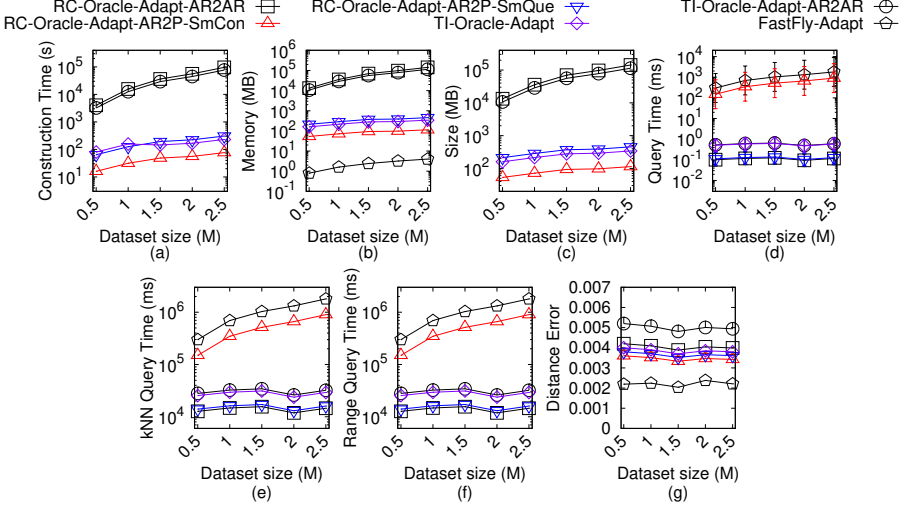 RC-Oracle-Adapt-AR2AR
RC-Oracle-Adapt-AR2P-SmQue
TI-Oracle-Adapt-AR2AR
RC-Oracle-Adapt-AR2P-SmCon
TI-Oracle-Adapt
FastFly-Adapt
Construction Time (s)
10^5
10^4
10^3
10^2
10^1
0.5 1 1.5 2 2.5
Dataset size (M)
(a)
Memory (MB)
10^6
10^5
10^4
10^3
10^2
10^1
10^0
10^-1
0.5 1 1.5 2 2.5
Dataset size (M)
(b)
Size (MB)
10^5
10^4
10^3
10^2
0.5 1 1.5 2 2.5
Dataset size (M)
(c)
Query Time (ms)
10^4
10^3
10^2
10^1
10^0
10^-1
10^-2
0.5 1 1.5 2 2.5
Dataset size (M)
(d)
kNN Query Time (ms)
10^6
10^5
10^4
0.5 1 1.5 2 2.5
Dataset size (M)
(e)
Range Query Time (ms)
10^6
10^5
10^4
0.5 1 1.5 2 2.5
Dataset size (M)
(f)
Distance Error
0.007
0.006
0.005
0.004
0.003
0.002
0.001
0
0.5 1 1.5 2 2.5
Dataset size (M)
(g)